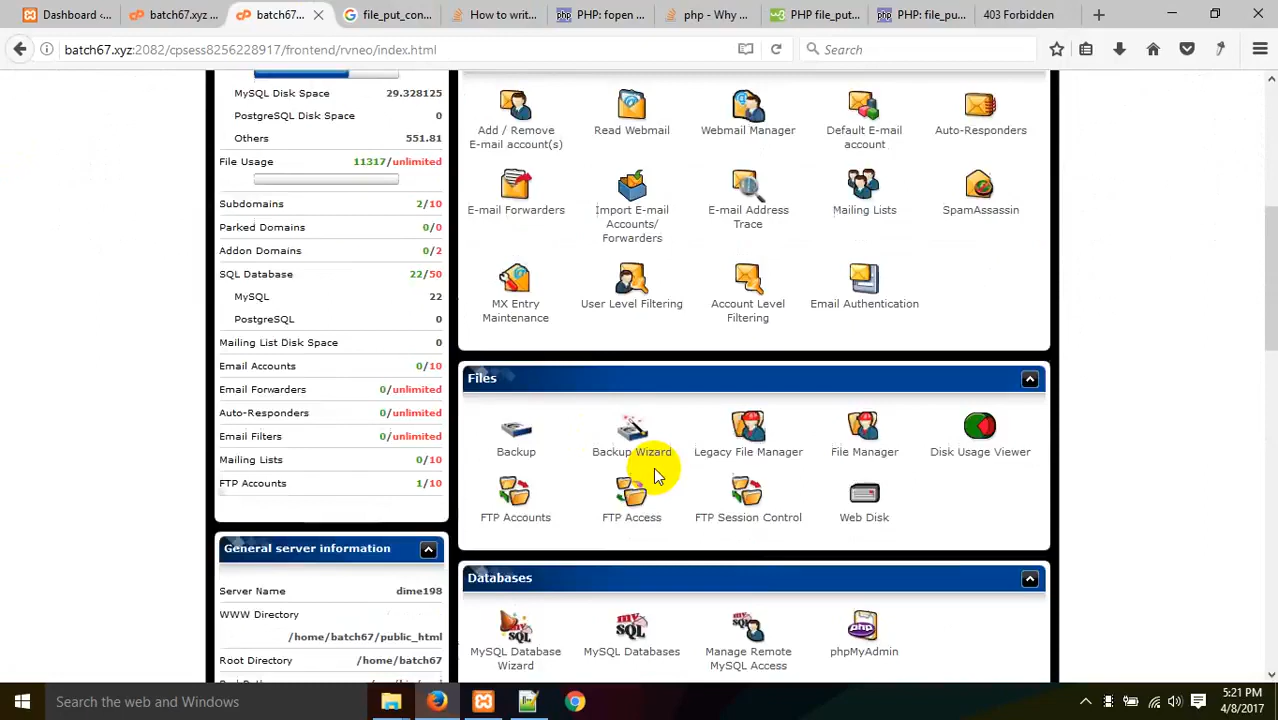 Dashboard ‹ ...
batch67.xyz ...
batch67...
file_put_con...
How to writ...
PHP: fopen ...
php - Why ...
PHP file_pu...
PHP: file_pu...
403 Forbidden
batch67.xyz:2082/cpsess8256228917/frontend/rvneo/index.html
Search
MySQL Disk Space 29.328125
PostgreSQL Disk Space 0
Others 551.81
File Usage 11317/unlimited
Subdomains 2/10
Parked Domains 0/0
Addon Domains 0/2
SQL Database 22/50
MySQL 22
PostgreSQL 0
Mailing List Disk Space 0
Email Accounts 0/10
Email Forwarders 0/unlimited
Auto-Responders 0/unlimited
Email Filters 0/unlimited
Mailing Lists 0/10
FTP Accounts 1/10
General server information
Server Name dime198
WWW Directory
/home/batch67/public_html
Root Directory /home/batch67
Add / Remove
E-mail account(s)
Read Webmail
Webmail Manager
Default E-mail
account
Auto-Responders
E-mail Forwarders
Import E-mail
Accounts/
Forwarders
E-mail Address
Trace
Mailing Lists
SpamAssassin
MX Entry
Maintenance
User Level Filtering
Account Level
Filtering
Email Authentication
Files
Backup
Backup Wizard
Legacy File Manager
File Manager
Disk Usage Viewer
FTP Accounts
FTP Access
FTP Session Control
Web Disk
Databases
MySQL Database
Wizard
MySQL Databases
Manage Remote
MySQL Access
phpMyAdmin
Search the web and Windows
5:21 PM
4/8/2017